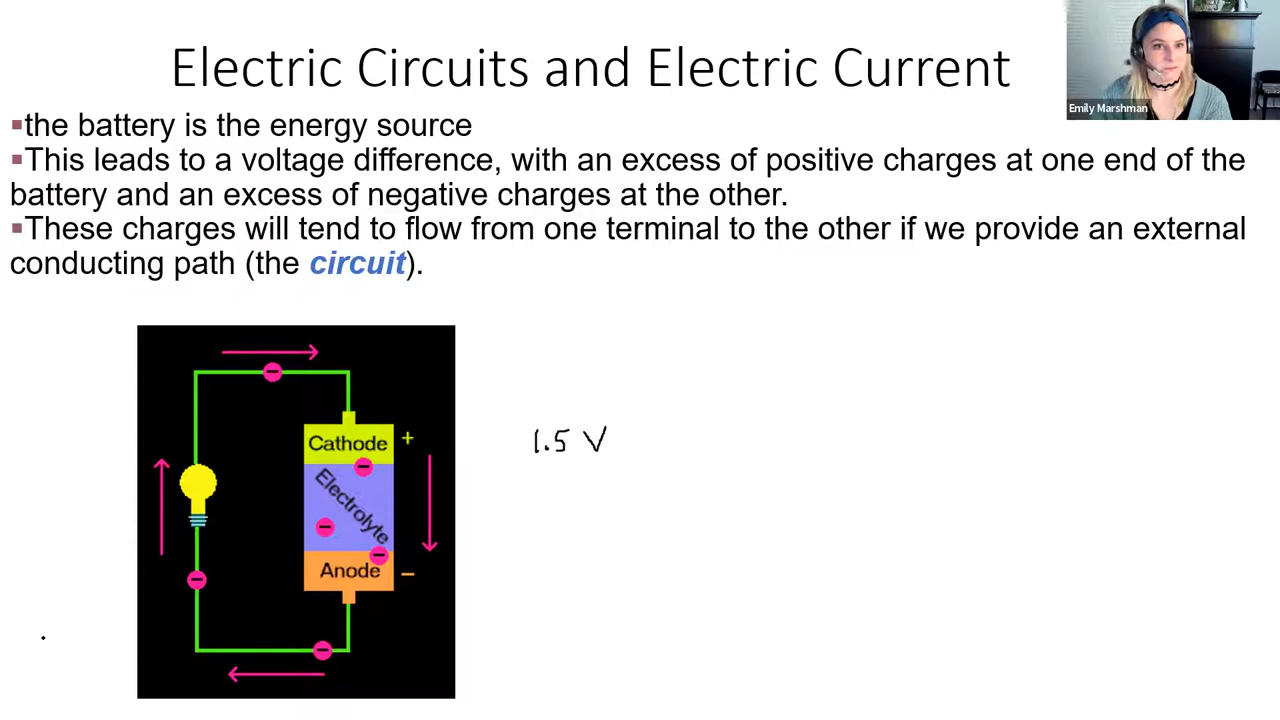 Electric Circuits and Electric Current
Emily Marshman
▪the battery is the energy source
▪This leads to a voltage difference, with an excess of positive charges at one end of the
battery and an excess of negative charges at the other.
▪These charges will tend to flow from one terminal to the other if we provide an external
conducting path (the circuit).
Cathode +
Electrolyte
Anode –
1.5 V